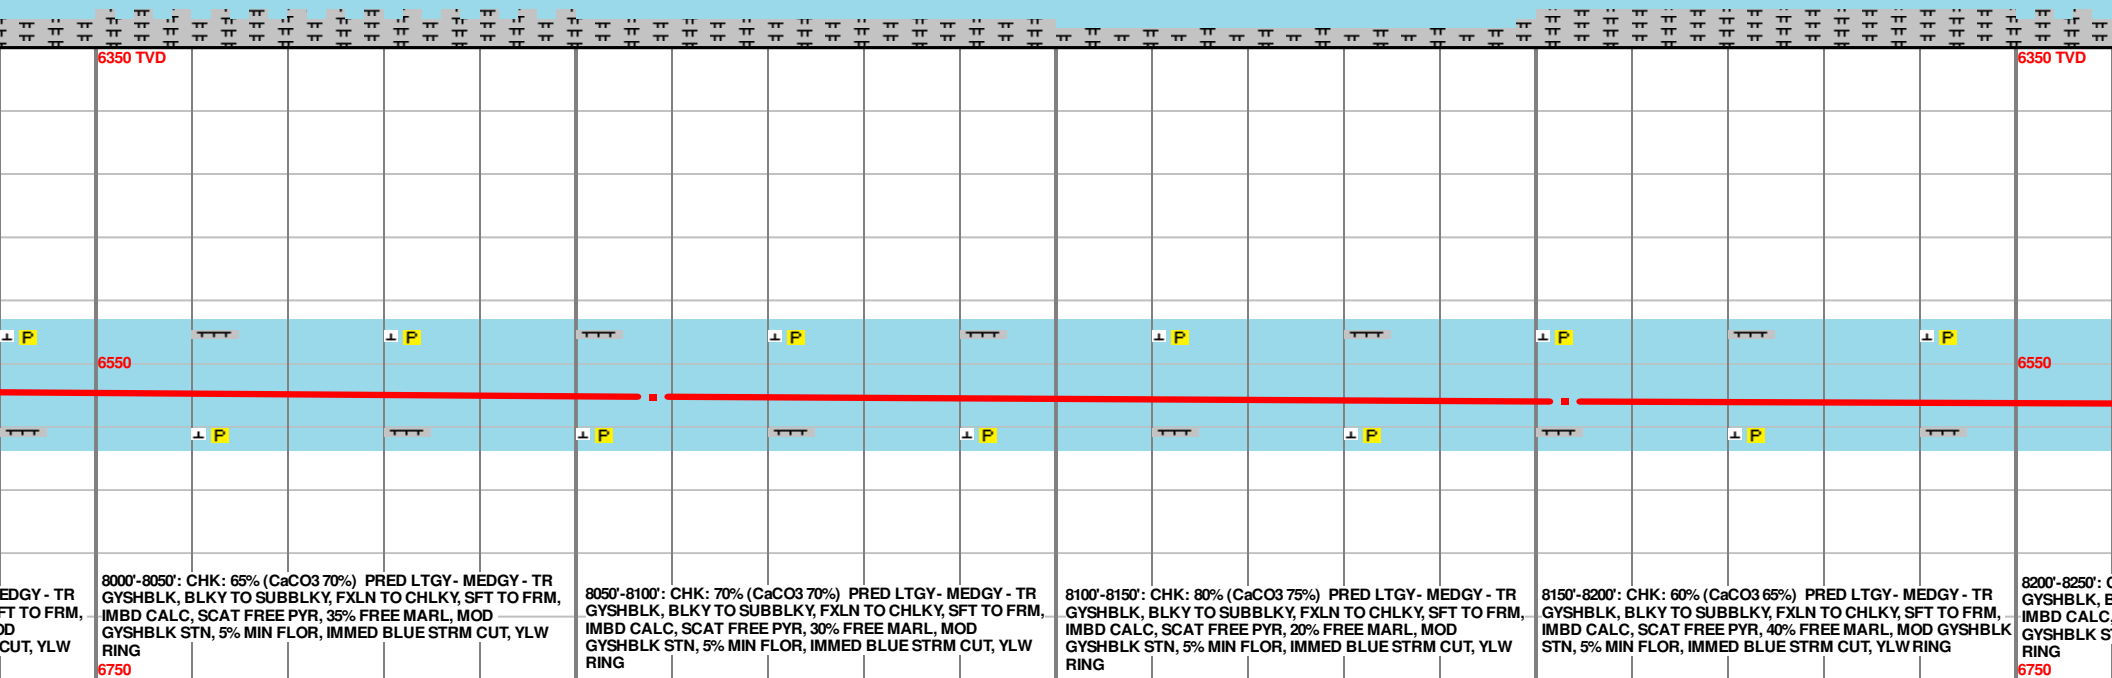 6350 TVD
6350 TVD
P
P
P
P
P
P
6550
6550
P
P
P
P
P
EDGY - TR
FT TO FRM,
OD
CUT, YLW
8000'-8050': CHK: 65% (CaCO3 70%)  PRED LTGY- MEDGY - TR
GYSHBLK, BLKY TO SUBBLKY, FXLN TO CHLKY, SFT TO FRM,
IMBD CALC, SCAT FREE PYR, 35% FREE MARL, MOD
GYSHBLK STN, 5% MIN FLOR, IMMED BLUE STRM CUT, YLW
RING
8050'-8100': CHK: 70% (CaCO3 70%)  PRED LTGY- MEDGY - TR
GYSHBLK, BLKY TO SUBBLKY, FXLN TO CHLKY, SFT TO FRM,
IMBD CALC, SCAT FREE PYR, 30% FREE MARL, MOD
GYSHBLK STN, 5% MIN FLOR, IMMED BLUE STRM CUT, YLW
RING
8100'-8150': CHK: 80% (CaCO3 75%)  PRED LTGY- MEDGY - TR
GYSHBLK, BLKY TO SUBBLKY, FXLN TO CHLKY, SFT TO FRM,
IMBD CALC, SCAT FREE PYR, 20% FREE MARL, MOD
GYSHBLK STN, 5% MIN FLOR, IMMED BLUE STRM CUT, YLW
RING
8150'-8200': CHK: 60% (CaCO3 65%)  PRED LTGY- MEDGY - TR
GYSHBLK, BLKY TO SUBBLKY, FXLN TO CHLKY, SFT TO FRM,
IMBD CALC, SCAT FREE PYR, 40% FREE MARL, MOD GYSHBLK
STN, 5% MIN FLOR, IMMED BLUE STRM CUT, YLW RING
8200'-8250': C
GYSHBLK, B
IMBD CALC,
GYSHBLK S
RING
6750
6750